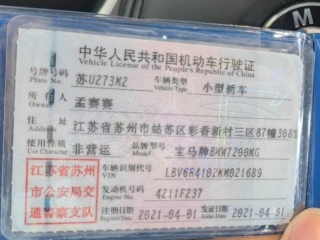 中华人民共和国机动车行驶证
Vehicle License of the People's Republic of China
号牌号码 苏U273M2 车辆类型 小型轿车
Plate No. Vehicle Type
所有人 孟赛赛
Owner
住址 江苏省苏州市姑苏区彩香新村三区87幢308室
Address
使用性质 非营运 品牌型号 宝马牌BMW7200KG
Use Character Model
江苏省苏州市公安局交通警察支队
车辆识别代号 LBV6R4102KM021689
VIN
发动机号码 4211F237
Engine No.
注册日期 2021-04-01 发证日期 2021-04-01
Register Date Issue Date
M